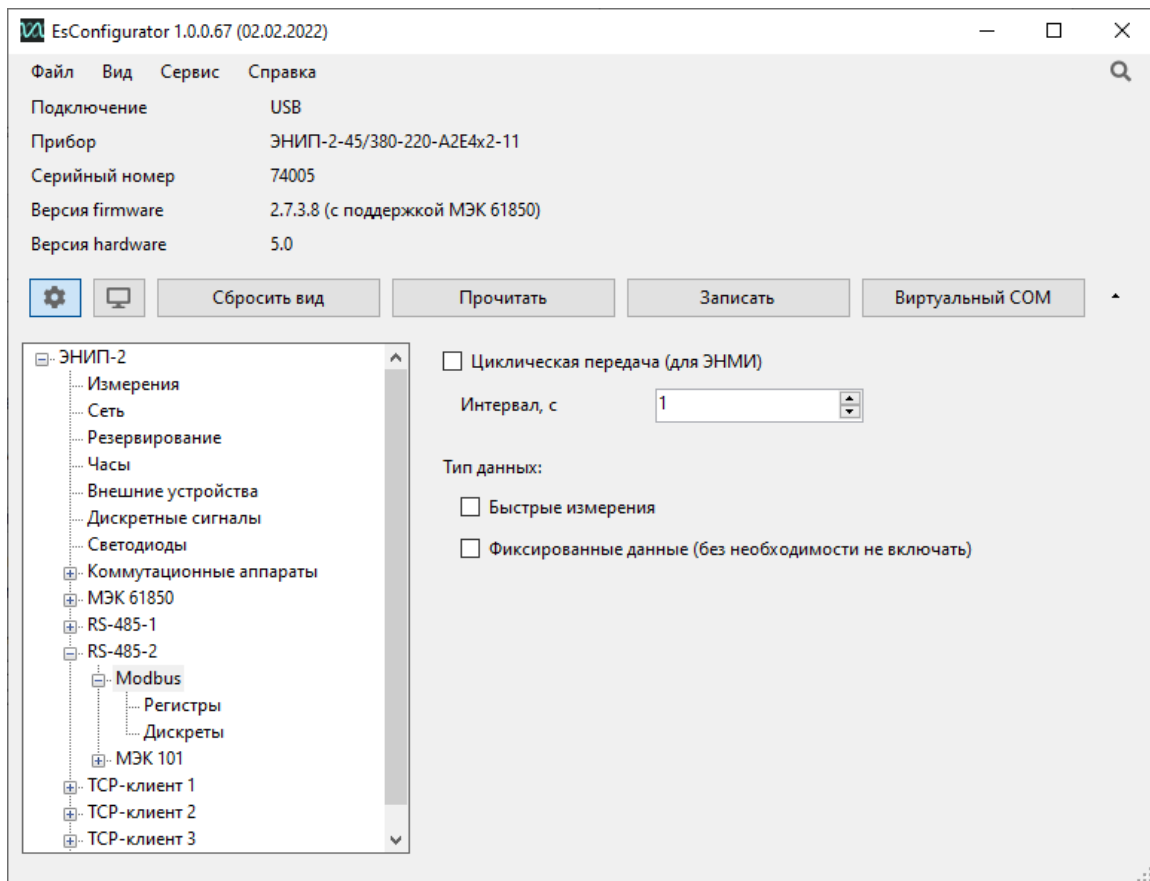 EsConfigurator 1.0.0.67 (02.02.2022)
Файл Вид Сервис Справка
Подключение USB
Прибор ЭНИП-2-45/380-220-A2E4x2-11
Серийный номер 74005
Версия firmware 2.7.3.8 (с поддержкой МЭК 61850)
Версия hardware 5.0
Сбросить вид Прочитать Записать Виртуальный COM
ЭНИП-2
Измерения
Сеть
Резервирование
Часы
Внешние устройства
Дискретные сигналы
Светодиоды
Коммутационные аппараты
МЭК 61850
RS-485-1
RS-485-2
Modbus
Регистры
Дискреты
МЭК 101
TCP-клиент 1
TCP-клиент 2
TCP-клиент 3
Циклическая передача (для ЭНМИ)
Интервал, с 1
Тип данных:
Быстрые измерения
Фиксированные данные (без необходимости не включать)